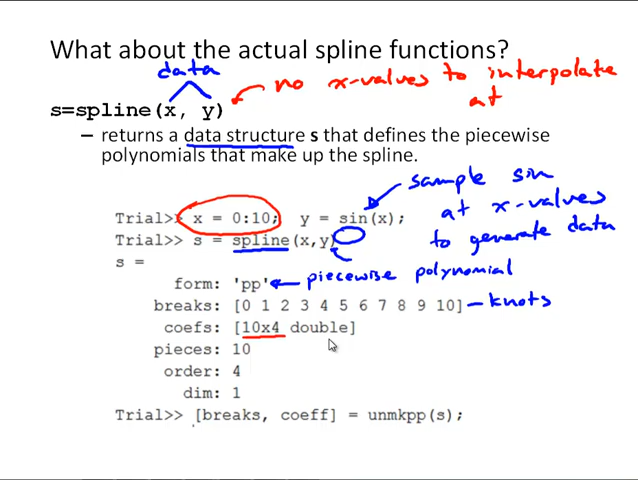 What about the actual spline functions?
data
no x-values to interpolate
at
s=spline(x, y)
– returns a data structure s that defines the piecewise
polynomials that make up the spline.
sample sin
at x-values
to generate data
Trial>> x = 0:10; y = sin(x);
Trial>> s = spline(x,y)
s =
form: 'pp'
piecewise polynomial
breaks: [0 1 2 3 4 5 6 7 8 9 10]
knots
coefs: [10x4 double]
pieces: 10
order: 4
dim: 1
Trial>> [breaks, coeff] = unmkpp(s);